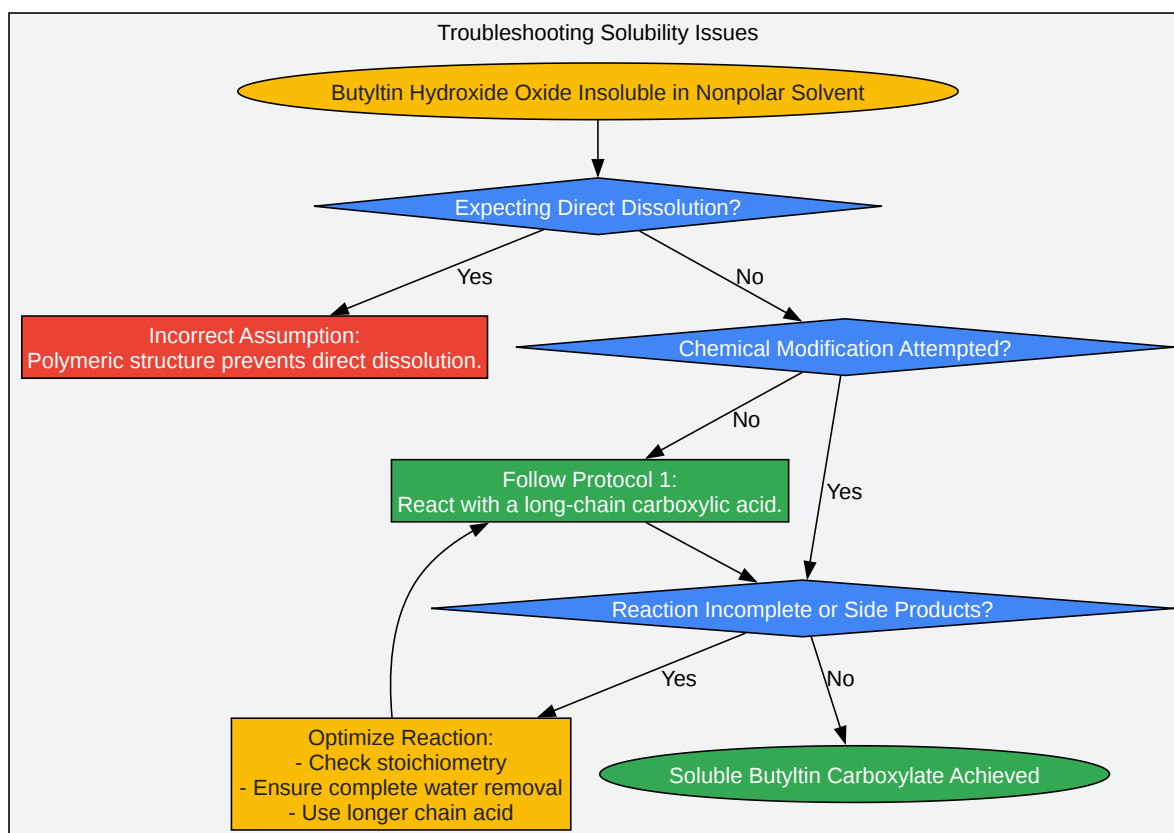 Troubleshooting Solubility Issues
Butyltin Hydroxide Oxide Insoluble in Nonpolar Solvent
Expecting Direct Dissolution?
Yes
No
Incorrect Assumption:
Polymeric structure prevents direct dissolution.
Chemical Modification Attempted?
No
Yes
Follow Protocol 1:
React with a long-chain carboxylic acid.
Reaction Incomplete or Side Products?
Yes
No
Optimize Reaction:
- Check stoichiometry
- Ensure complete water removal
- Use longer chain acid
Soluble Butyltin Carboxylate Achieved